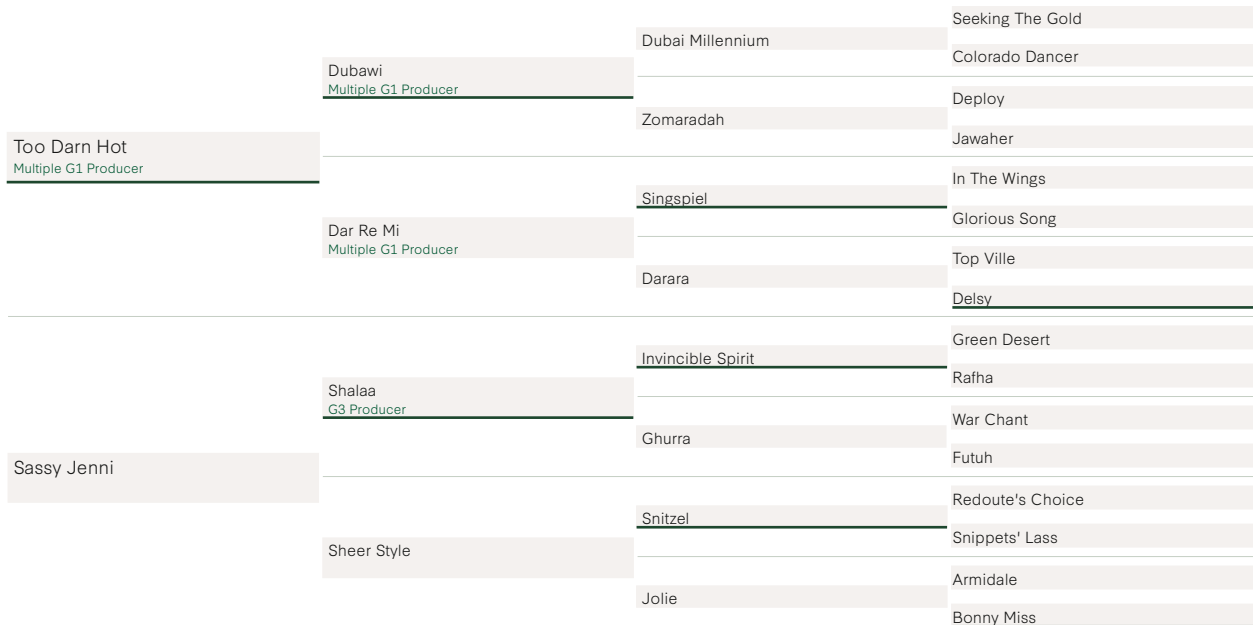 Too Darn Hot
Multiple G1 Producer
Sassy Jenni
Dubawi
Multiple G1 Producer
Dar Re Mi
Multiple G1 Producer
Shalaa
G3 Producer
Sheer Style
Dubai Millennium
Zomaradah
Singspiel
Darara
Invincible Spirit
Ghurra
Snitzel
Jolie
Seeking The Gold
Colorado Dancer
Deploy
Jawaher
In The Wings
Glorious Song
Top Ville
Delsy
Green Desert
Rafha
War Chant
Futuh
Redoute's Choice
Snippets' Lass
Armidale
Bonny Miss